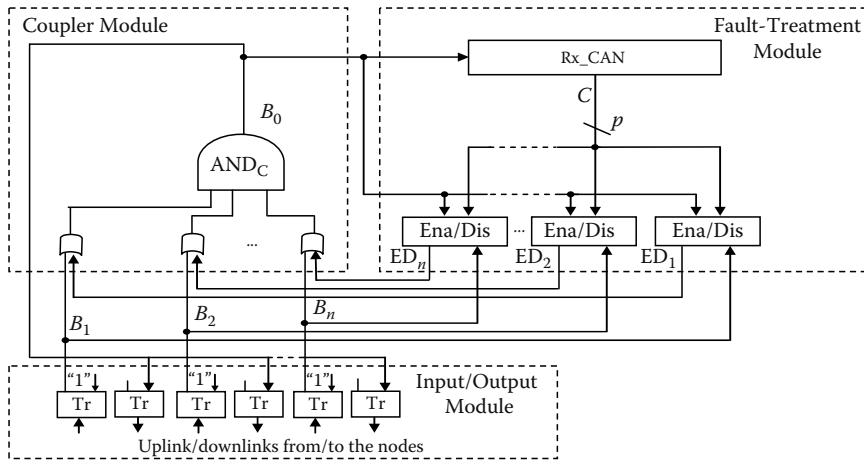 Coupler Module
Fault-Treatment
Module
Rx_CAN
C
p
B0
ANDC
Ena/Dis
...
Ena/Dis
Ena/Dis
...
EDn
ED2
ED1
B1
B2
Bn
"1"
"1"
"1"
Input/Output
Module
Tr
Tr
Tr
Tr
Tr
Tr
Uplink/downlinks from/to the nodes